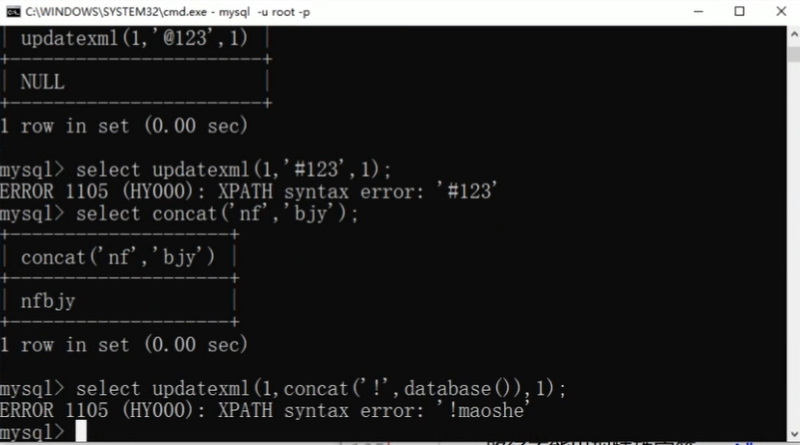 C:\WINDOWS\SYSTEM32\cmd.exe - mysql  -u root -p
| updatexml(1,'@123',1) |
+-----------------------+
| NULL                  |
+-----------------------+
1 row in set (0.00 sec)
mysql> select updatexml(1,'#123',1);
ERROR 1105 (HY000): XPATH syntax error: '#123'
mysql> select concat('nf','bjy');
+--------------------+
| concat('nf','bjy') |
+--------------------+
| nfbjy              |
+--------------------+
1 row in set (0.00 sec)
mysql> select updatexml(1,concat('!',database()),1);
ERROR 1105 (HY000): XPATH syntax error: '!maoshe'
mysql>